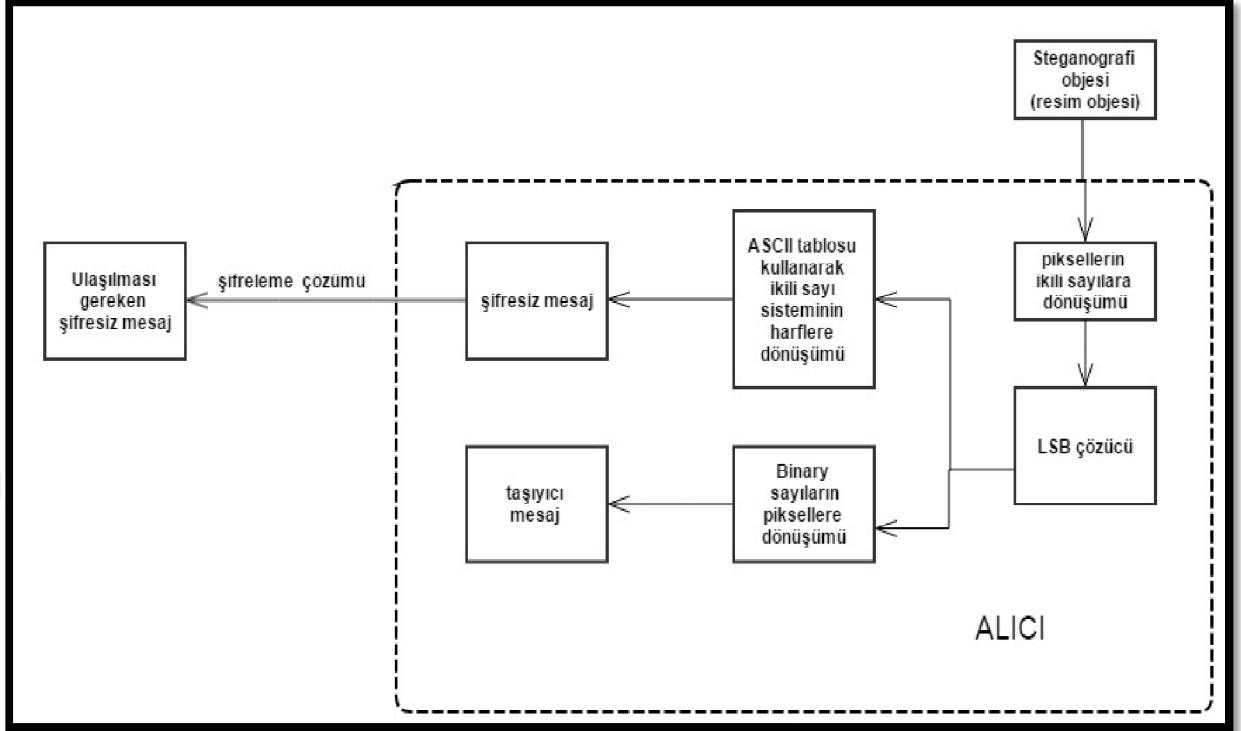 Steganografi
objesi
(resim objesi)
piksellerin
ikili sayılara
dönüşümü
LSB çözücü
ASCII tablosu
kullanarak
ikili sayı
sisteminin
harflere
dönüşümü
şifresiz mesaj
şifreleme çözümü
Ulaşılması
gereken
şifresiz mesaj
Binary
sayıların
piksellere
dönüşümü
taşıyıcı
mesaj
ALICI